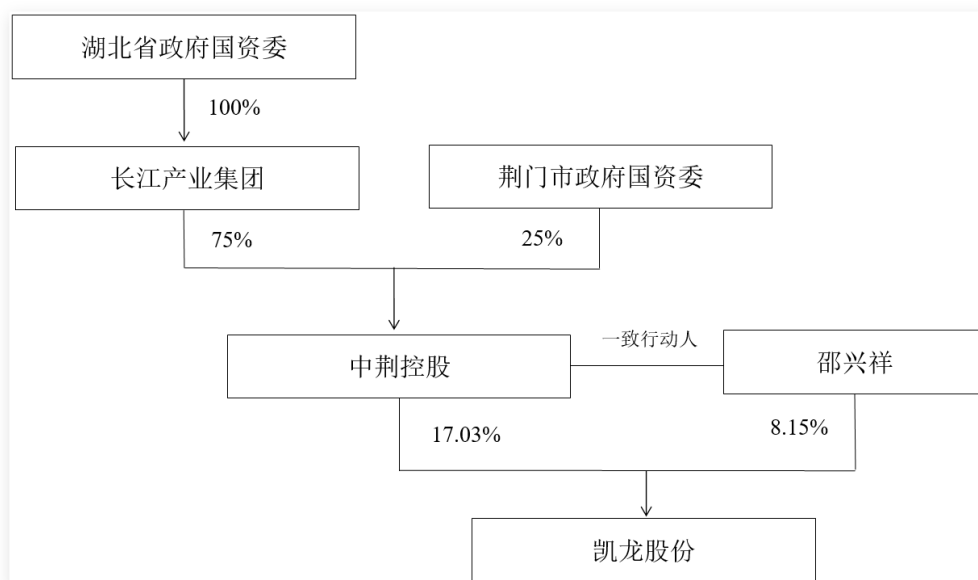 湖北省政府国资委
100%
长江产业集团
荆门市政府国资委
75%
25%
一致行动人
中荆控股
邵兴祥
17.03%
8.15%
凯龙股份